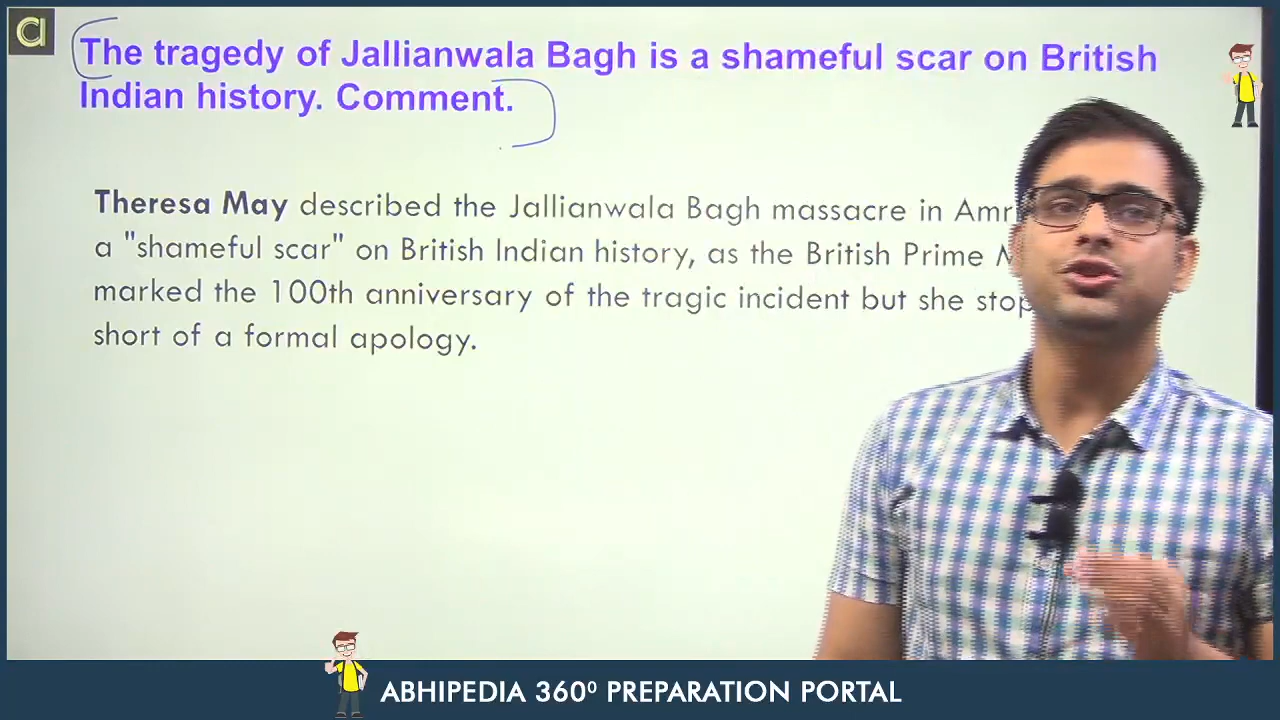 The tragedy of Jallianwala Bagh is a shameful scar on British
Indian history. Comment.
Theresa May described the Jallianwala Bagh massacre in
a "shameful scar" on British Indian history, as the British Prime
marked the 100th anniversary of the tragic incident but she
short of a formal apology.
ABHIPEDIA 360⁰ PREPARATION PORTAL